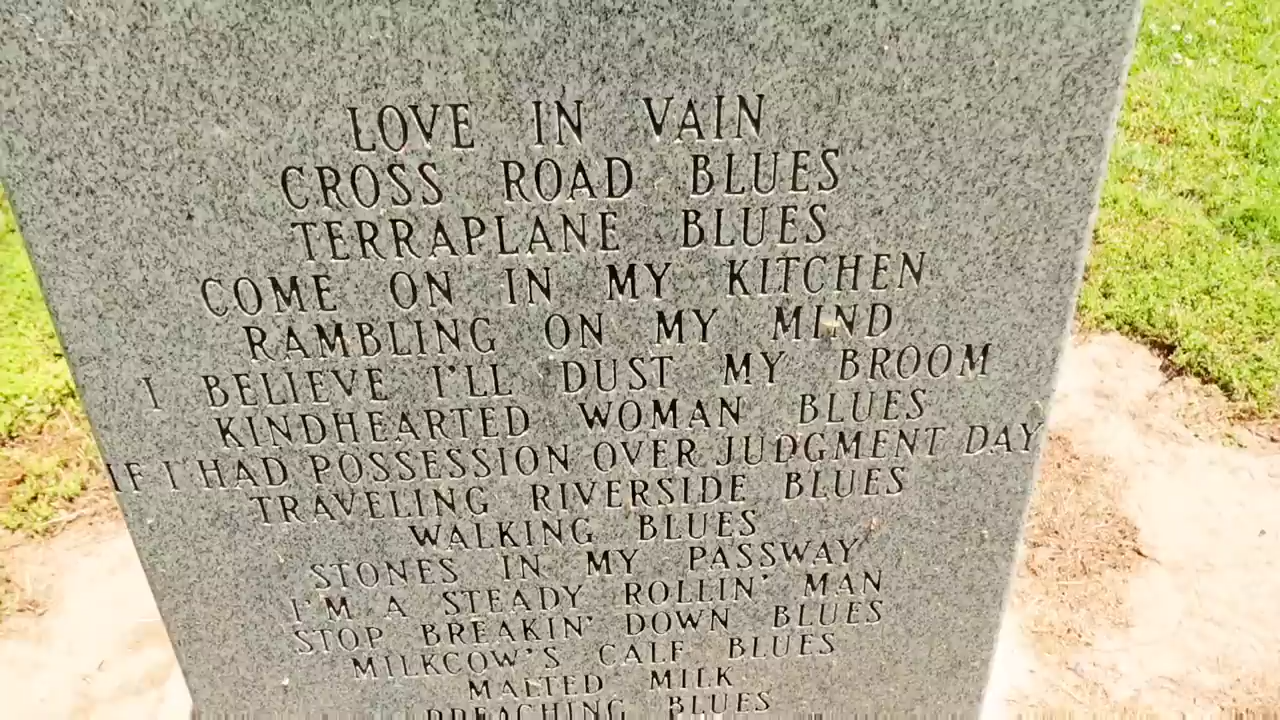 LOVE IN VAIN
CROSS ROAD BLUES
TERRAPLANE BLUES
COME ON IN MY KITCHEN
RAMBLING ON MY MIND
I BELIEVE I'LL DUST MY BROOM
KINDHEARTED WOMAN BLUES
IF I HAD POSSESSION OVER JUDGMENT DAY
TRAVELING RIVERSIDE BLUES
WALKING BLUES
STONES IN MY PASSWAY
I'M A STEADY ROLLIN' MAN
STOP BREAKIN' DOWN BLUES
MILKCOW'S CALF BLUES
MALTED MILK
PREACHING BLUES